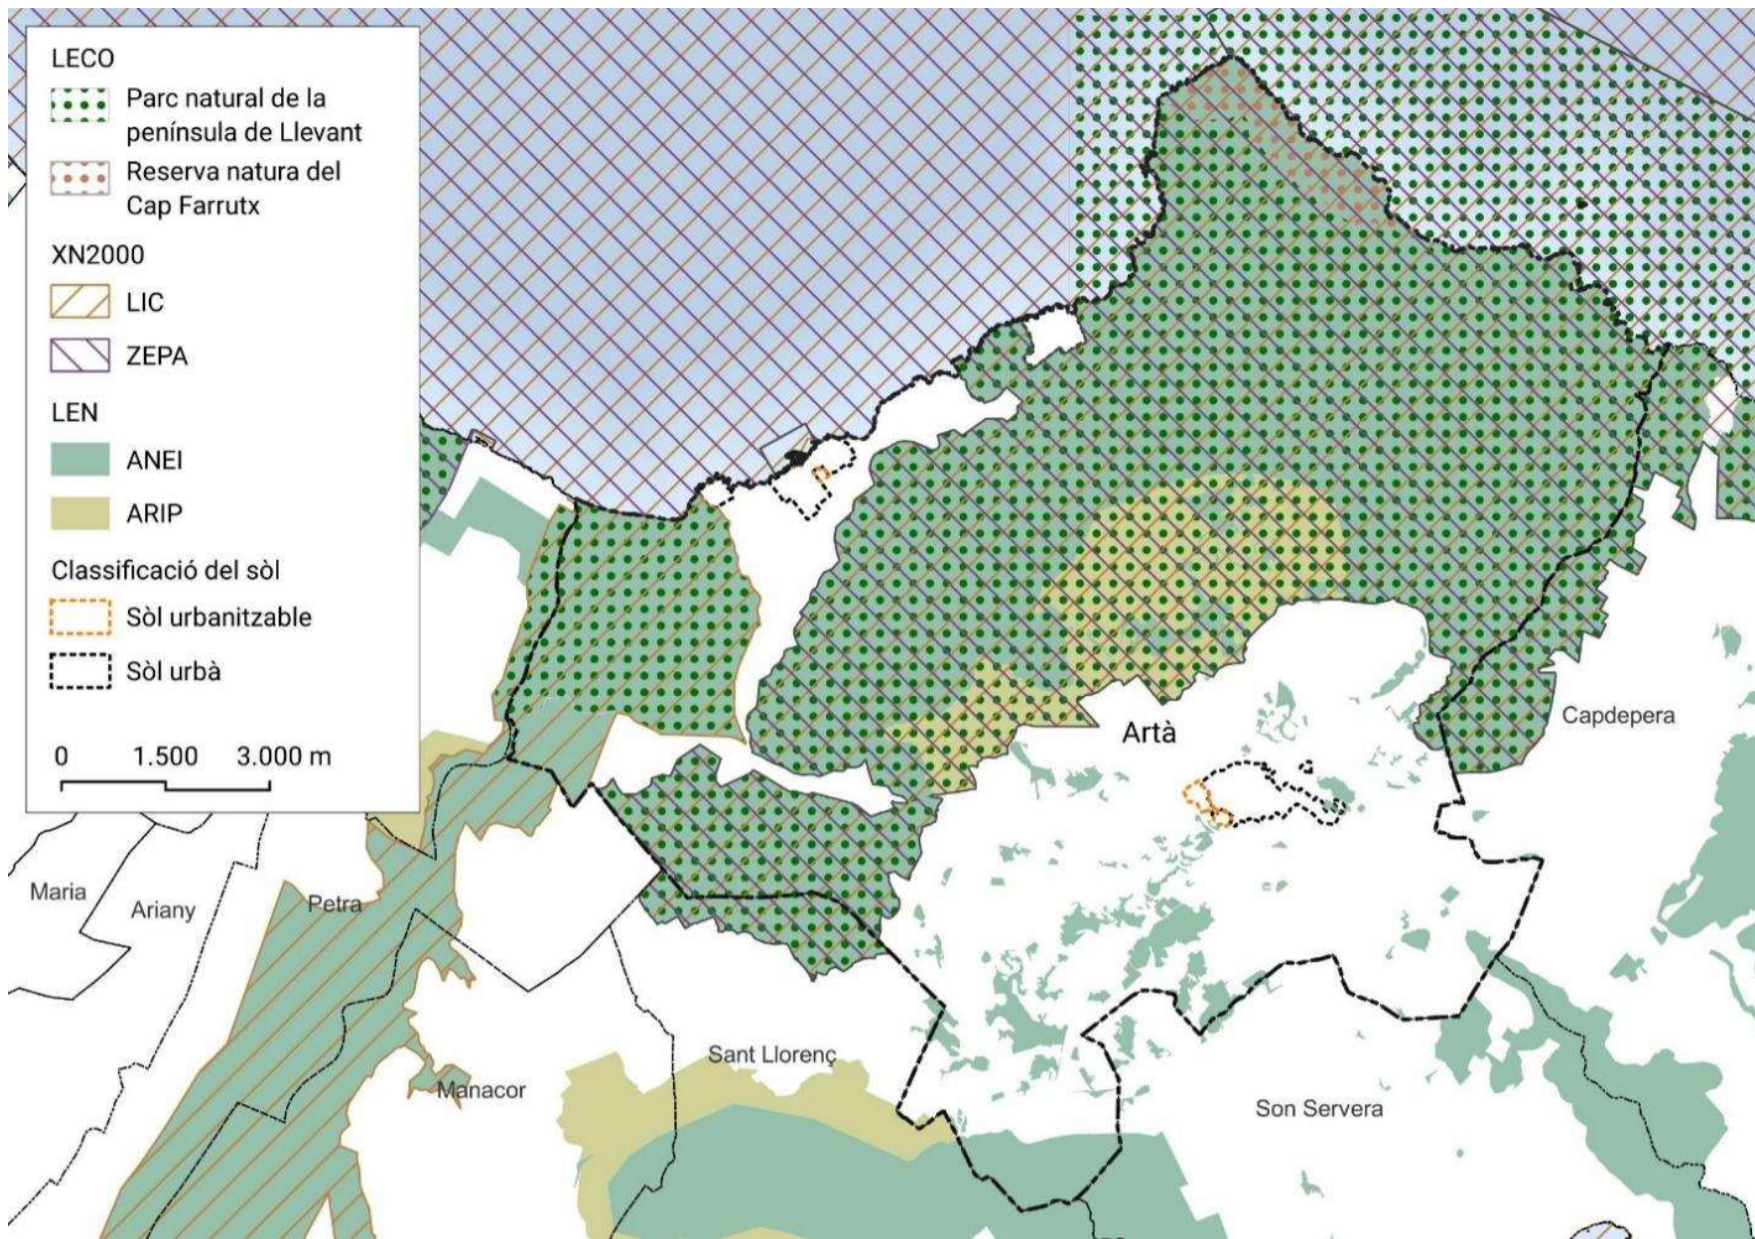 LECO
Parc natural de la
península de Llevant
Reserva natura del
Cap Farrutx
XN2000
LIC
ZEPA
LEN
ANEI
ARIP
Classificació del sòl
Sòl urbanitzable
Sòl urbà
0 1.500 3.000 m
Artà
Capdepera
Maria
Ariany
Petra
Sant Llorenç
Manacor
Son Servera